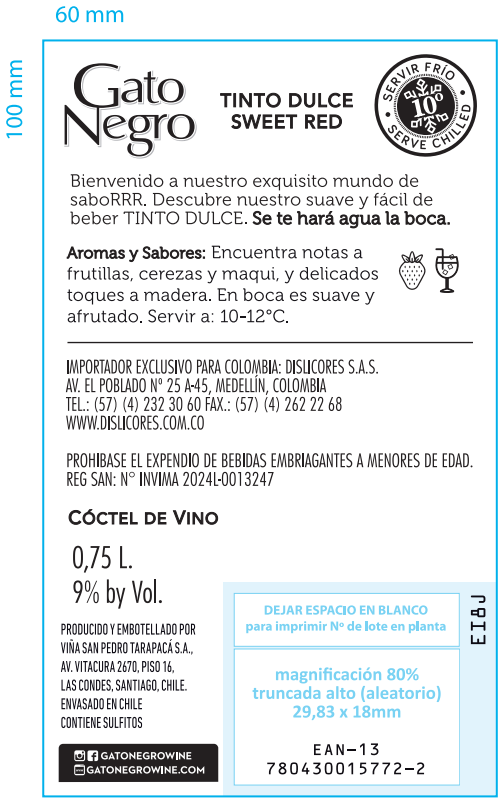 60 mm
100 mm
Gato
Negro
TINTO DULCE
SWEET RED
SERVIR FRÍO
10°
SERVE CHILLED
Bienvenido a nuestro exquisito mundo de
saboRRR. Descubre nuestro suave y fácil de
beber TINTO DULCE. Se te hará agua la boca.
Aromas y Sabores: Encuentra notas a
frutillas, cerezas y maqui, y delicados
toques a madera. En boca es suave y
afrutado. Servir a: 10-12°C.
IMPORTADOR EXCLUSIVO PARA COLOMBIA: DISLICORES S.A.S.
AV. EL POBLADO Nº 25 A-45, MEDELLÍN, COLOMBIA
TEL.: (57) (4) 232 30 60 FAX.: (57) (4) 262 22 68
WWW.DISLICORES.COM.CO
PROHIBASE EL EXPENDIO DE BEBIDAS EMBRIAGANTES A MENORES DE EDAD.
REG SAN: N° INVIMA 2024L-0013247
CÓCTEL DE VINO
0,75 L.
9% by Vol.
PRODUCIDO Y EMBOTELLADO POR
VIÑA SAN PEDRO TARAPACÁ S.A.,
AV. VITACURA 2670, PISO 16,
LAS CONDES, SANTIAGO, CHILE.
ENVASADO EN CHILE
CONTIENE SULFITOS
GATONEGROWINE
GATONEGROWINE.COM
DEJAR ESPACIO EN BLANCO
para imprimir Nº de lote en planta
EI8J
magnificación 80%
truncada alto (aleatorio)
29,83 x 18mm
EAN-13
780430015772-2